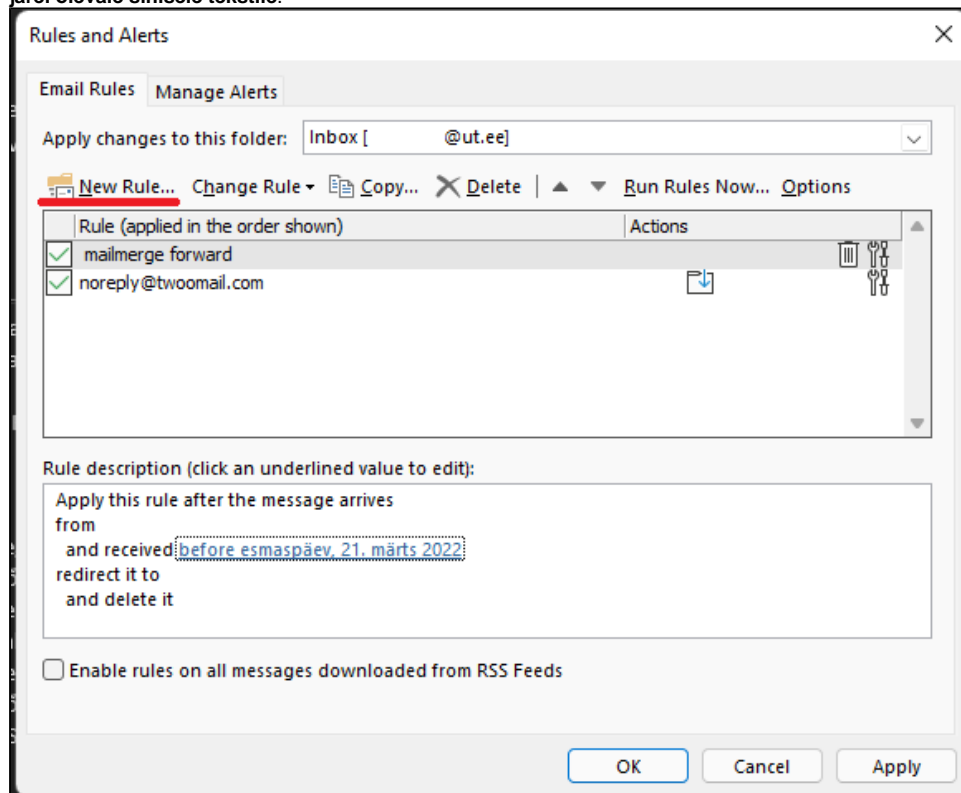 järel olevale sinisele tekstile.
Rules and Alerts
Email Rules Manage Alerts
Apply changes to this folder: Inbox [ @ut.ee]
New Rule... Change Rule Copy... Delete Run Rules Now... Options
Rule (applied in the order shown) Actions
mailmerge forward
noreply@twoomail.com
Rule description (click an underlined value to edit):
Apply this rule after the message arrives
from
and received before esmaspäev, 21. märts 2022
redirect it to
and delete it
Enable rules on all messages downloaded from RSS Feeds
OK Cancel Apply